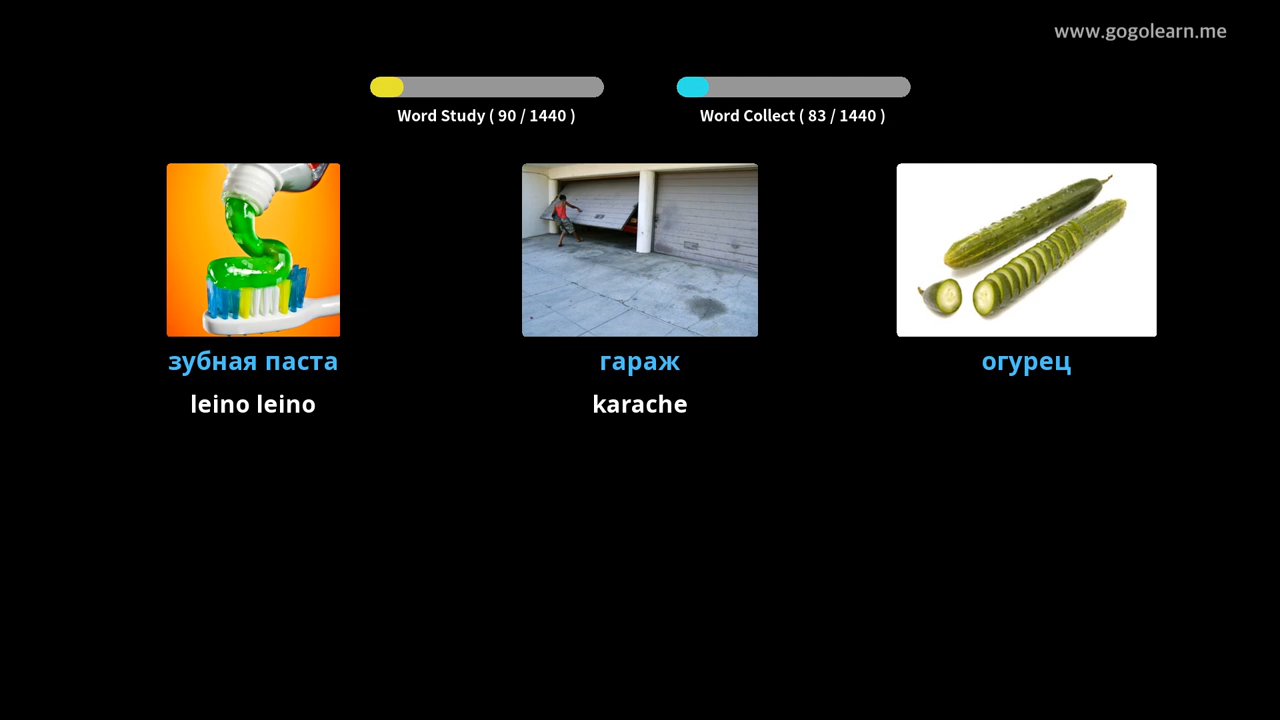 www.gogolearn.me
Word Study ( 90 / 1440 )
Word Collect ( 83 / 1440 )
зубная паста
гараж
огурец
leino leino
karache